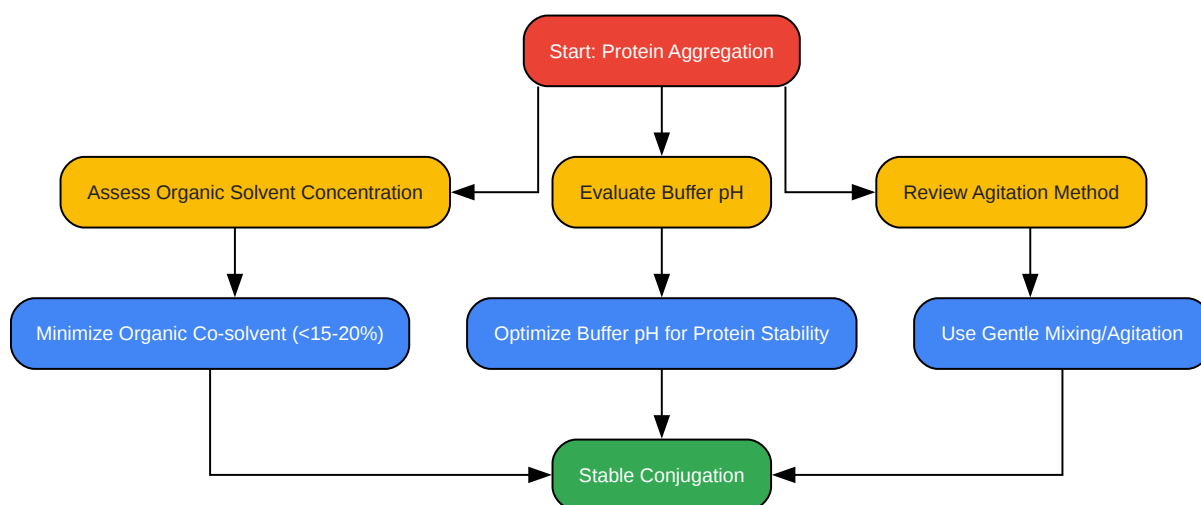 Start: Protein Aggregation
Assess Organic Solvent Concentration
Evaluate Buffer pH
Review Agitation Method
Minimize Organic Co-solvent (<15-20%)
Optimize Buffer pH for Protein Stability
Use Gentle Mixing/Agitation
Stable Conjugation